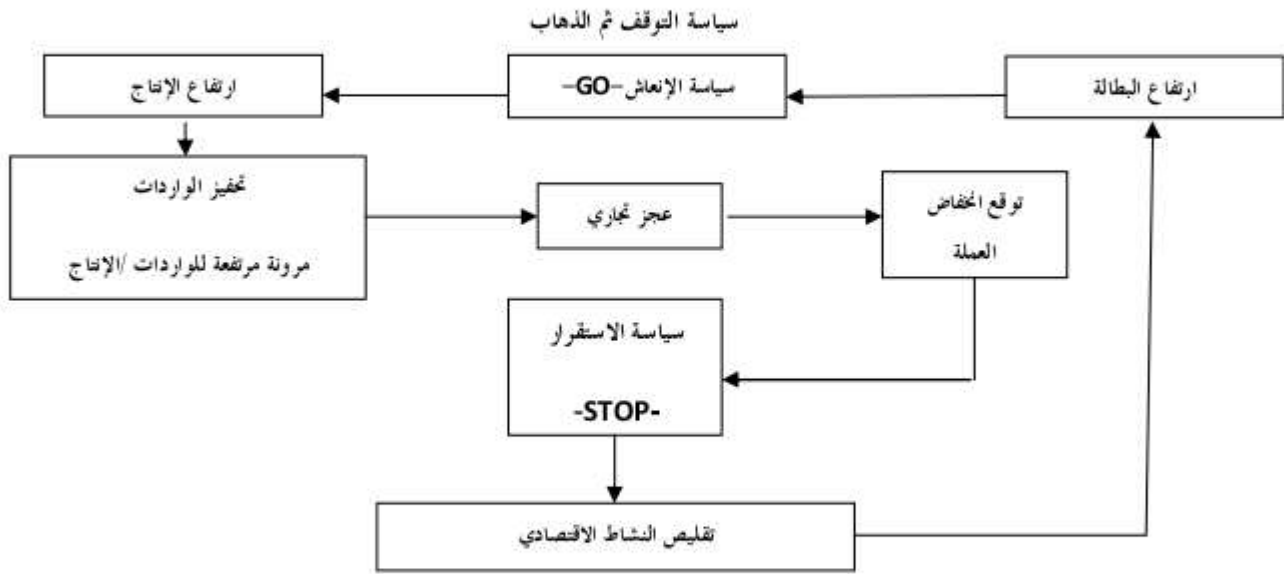 سياسة التوقف ثم الذهاب
ارتفاع البطالة
سياسة الإنعاش–GO–
ارتفاع الإنتاج
تحفيز الواردات
مرونة مرتفعة للواردات /الإنتاج
عجز تجاري
توقع انخفاض
العملة
سياسة الاستقرار
-STOP-
تقليص النشاط الاقتصادي